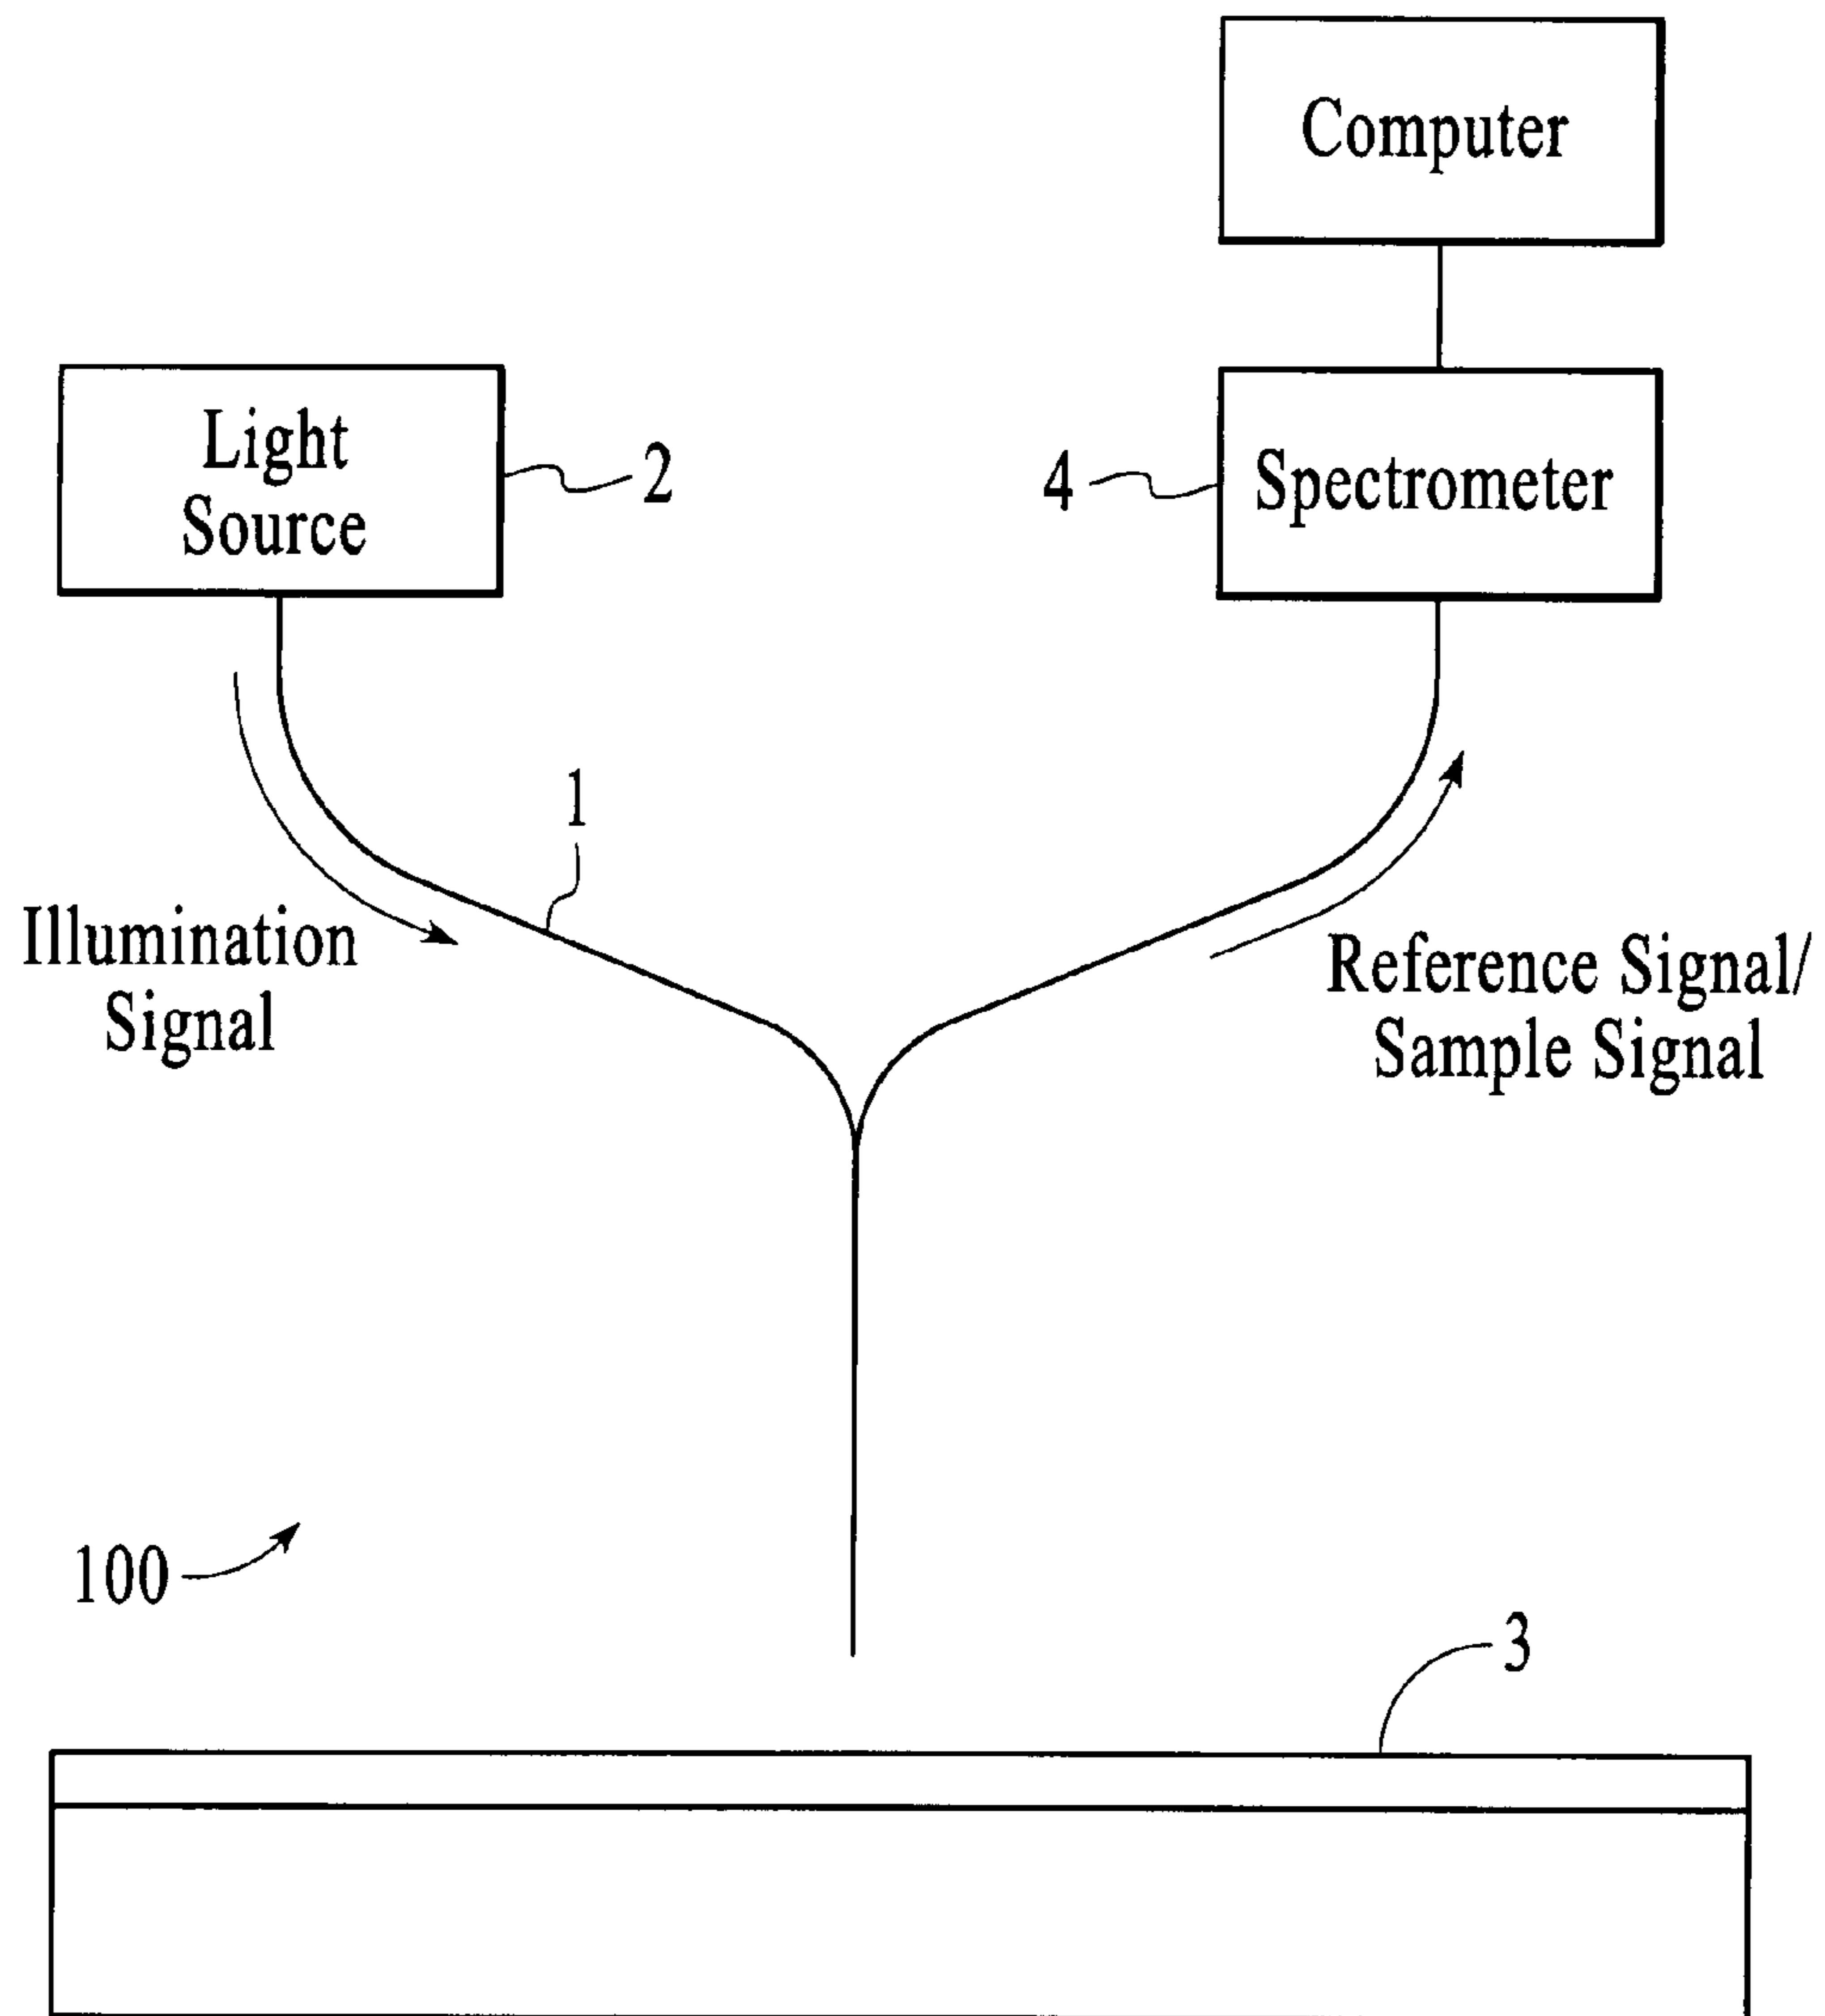 Computer
Light
Source
2
4
Spectrometer
1
Illumination
Signal
Reference Signal/
Sample Signal
100
3